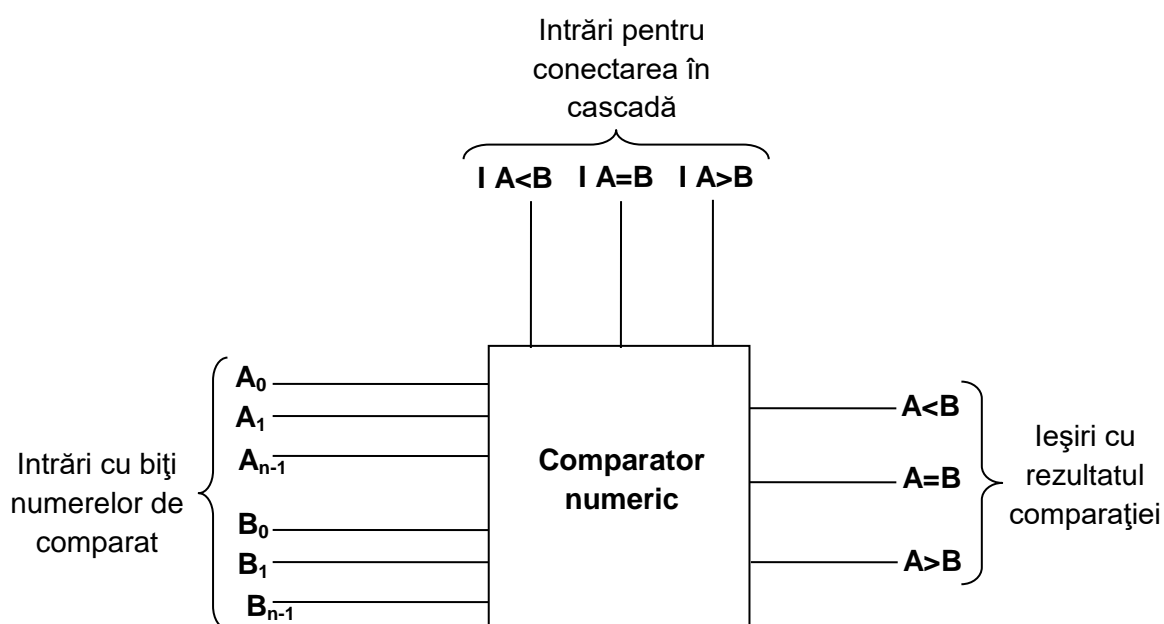 Intrări pentru
conectarea în
cascadă
I A<B I A=B I A>B
Intrări cu biţi
numerelor de
comparat
A0
A1
An-1
B0
B1
Bn-1
Comparator
numeric
A<B
A=B
A>B
Ieşiri cu
rezultatul
comparaţiei